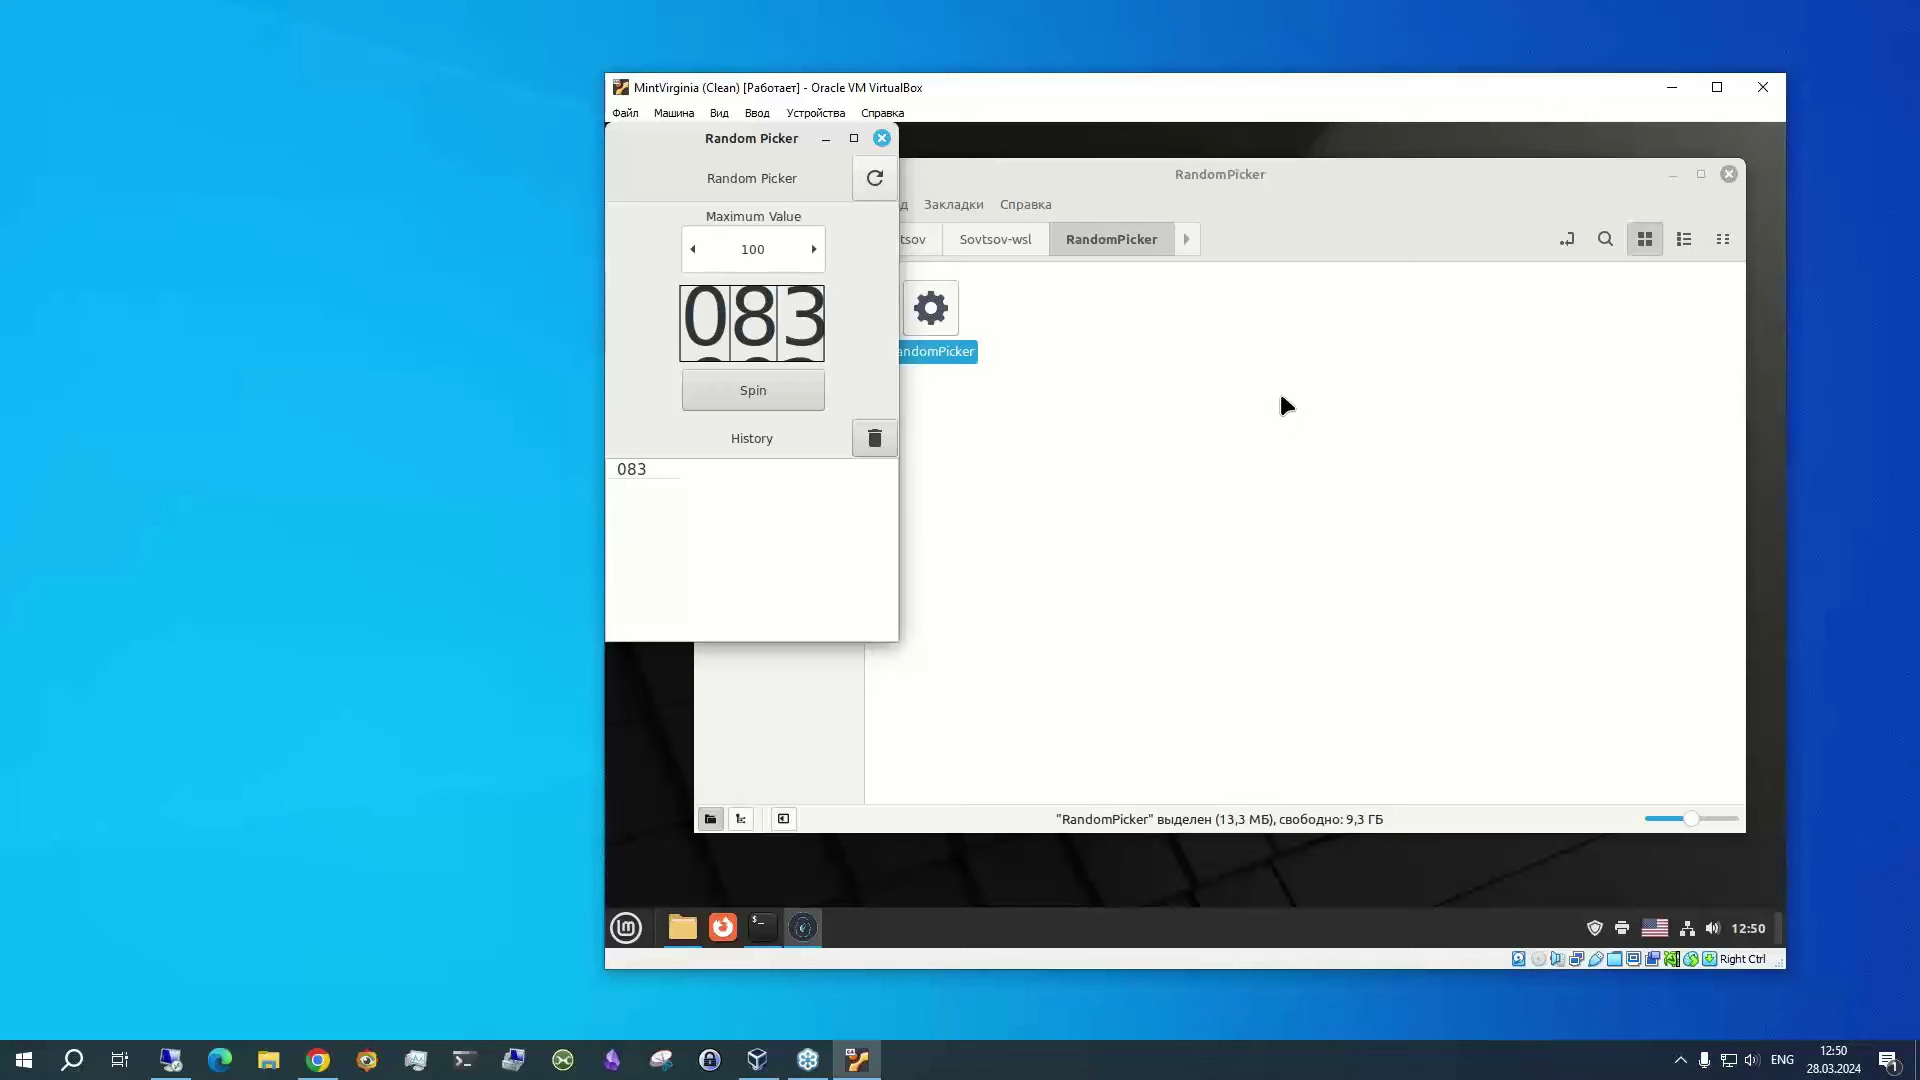 MintVirginia (Clean) [Работает] - Oracle VM VirtualBox
Файл Машина Вид Ввод Устройства Справка
Random Picker
Random Picker
Maximum Value
100
083
Spin
History
083
RandomPicker
Закладки Справка
Sovtsov-wsl RandomPicker
"RandomPicker" выделен (13,3 МБ), свободно: 9,3 ГБ
12:50
Right Ctrl
ENG
12:50
28.03.2024
1